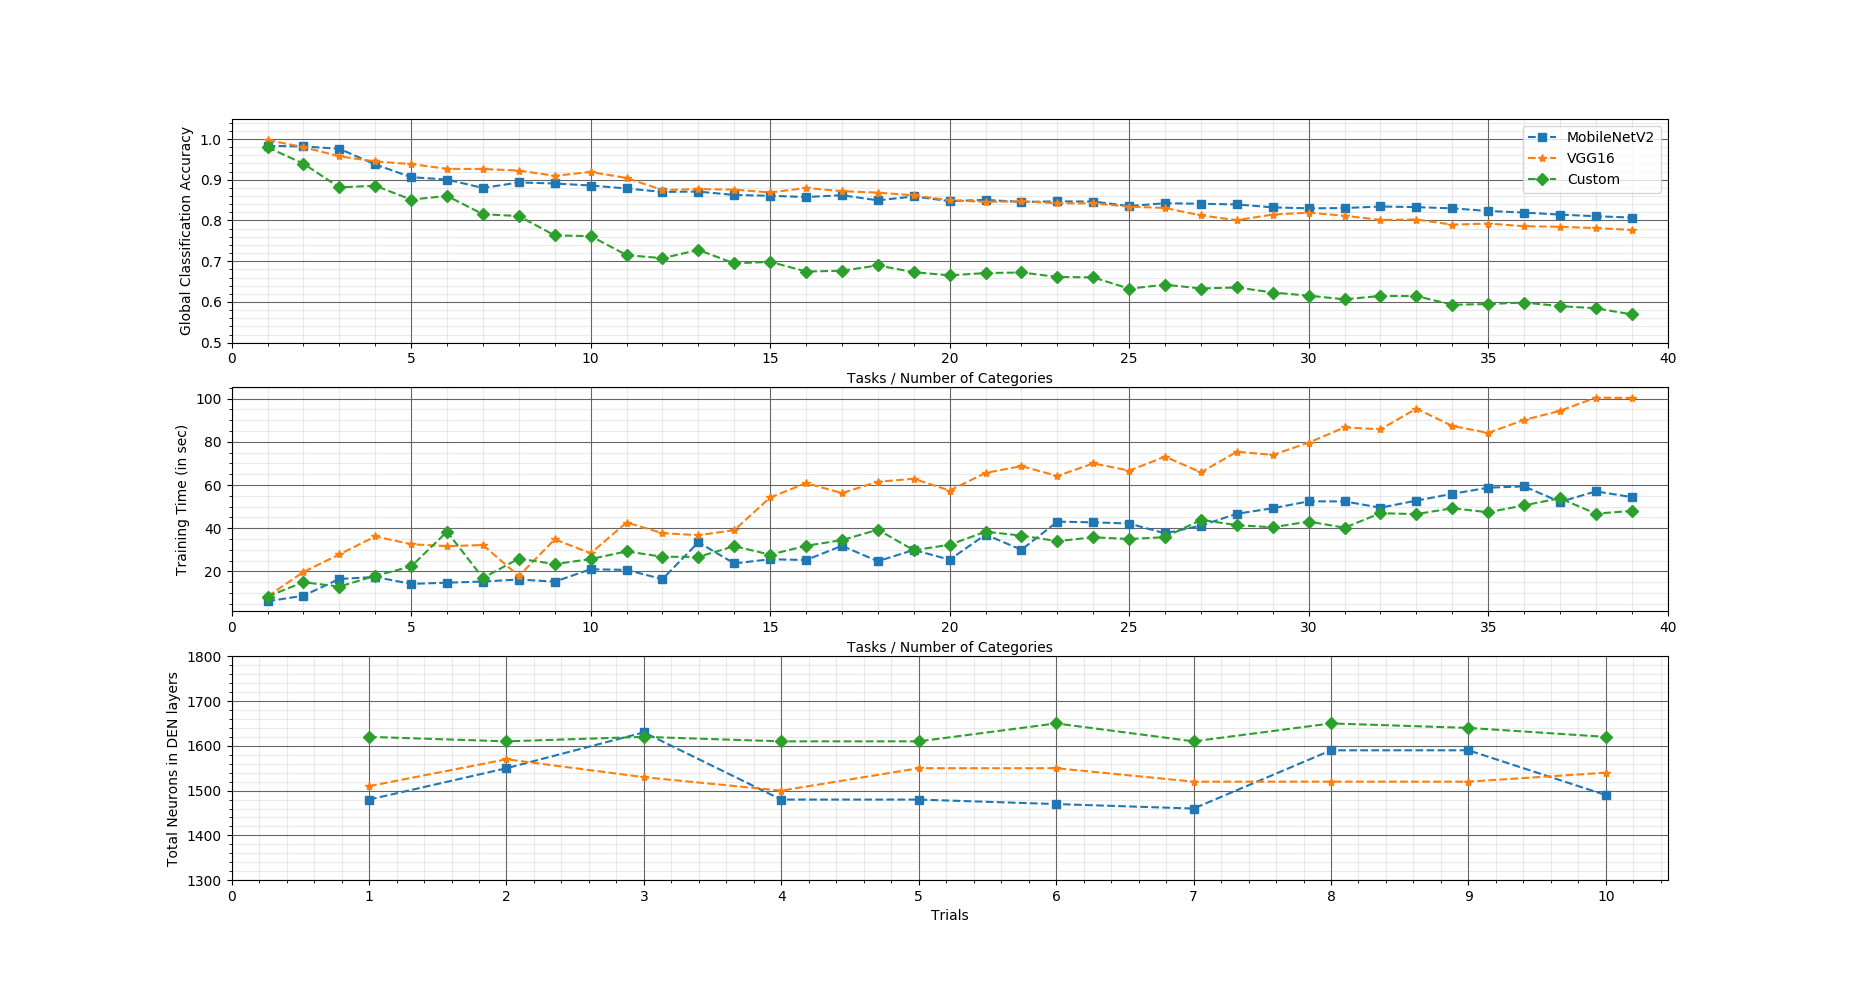 Global Classification Accuracy
1.0
0.9
0.8
0.7
0.6
0.5
MobileNetV2
VGG16
Custom
0 5 10 15 20 25 30 35 40
Tasks / Number of Categories
Training Time (in sec)
100
80
60
40
20
0 5 10 15 20 25 30 35 40
Tasks / Number of Categories
Total Neurons in DEN layers
1800
1700
1600
1500
1400
1300
0 1 2 3 4 5 6 7 8 9 10
Trials